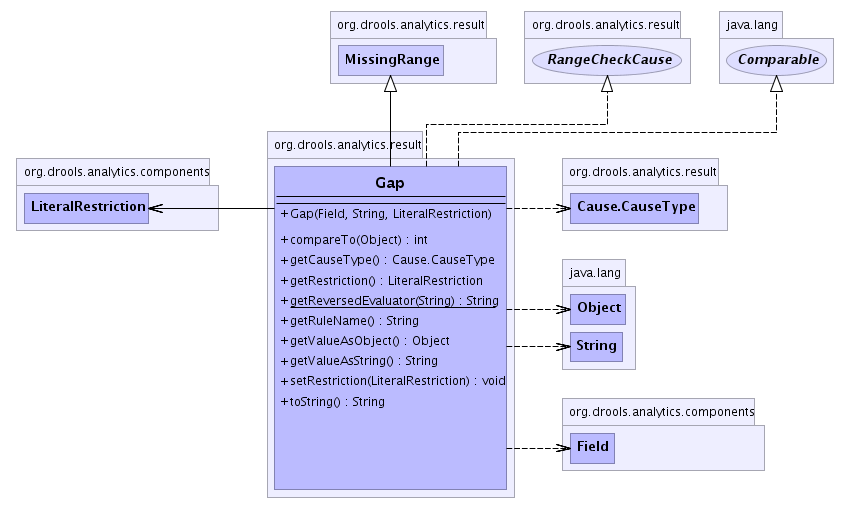 org.drools.analytics.result
MissingRange
org.drools.analytics.result
RangeCheckCause
java.lang
Comparable
org.drools.analytics.result
Gap
+ Gap(Field, String, LiteralRestriction)
+ compareTo(Object) : int
+ getCauseType() : Cause.CauseType
+ getRestriction() : LiteralRestriction
+ getReversedEvaluator(String) : String
+ getRuleName() : String
+ getValueAsObject() : Object
+ getValueAsString() : String
+ setRestriction(LiteralRestriction) : void
+ toString() : String
org.drools.analytics.components
LiteralRestriction
org.drools.analytics.result
Cause.CauseType
java.lang
Object
String
org.drools.analytics.components
Field